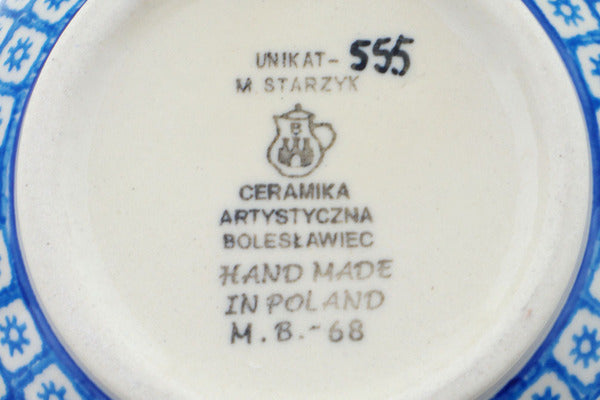 UNIKAT- 555
M. STARZYK
B
CERAMIKA
ARTYSTYCZNA
BOLESŁAWIEC
HAND MADE
IN POLAND
M.B.-68